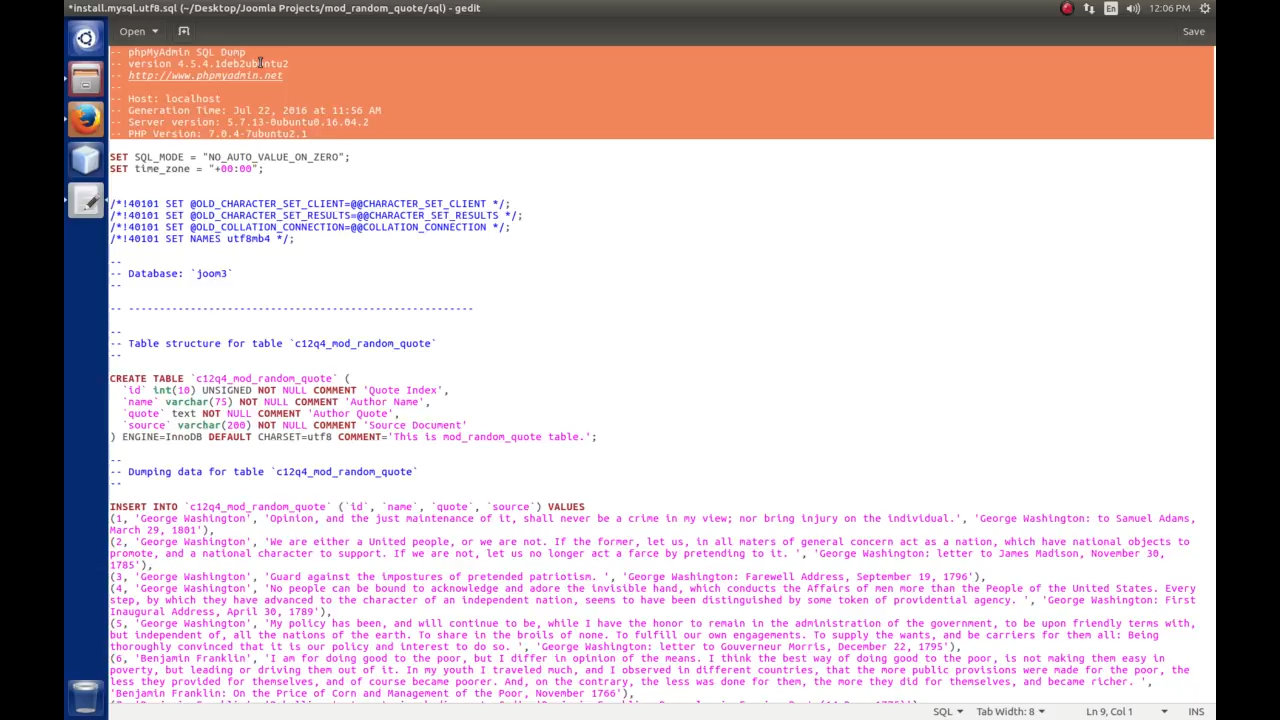 *install.mysql.utf8.sql (~/Desktop/Joomla Projects/mod_random_quote/sql) - gedit
En 12:06 PM
Open Save
-- phpMyAdmin SQL Dump
-- version 4.5.4.1deb2ubuntu2
-- http://www.phpmyadmin.net
--
-- Host: localhost
-- Generation Time: Jul 22, 2016 at 11:56 AM
-- Server version: 5.7.13-0ubuntu0.16.04.2
-- PHP Version: 7.0.4-7ubuntu2.1
SET SQL_MODE = "NO_AUTO_VALUE_ON_ZERO";
SET time_zone = "+00:00";
/*!40101 SET @OLD_CHARACTER_SET_CLIENT=@@CHARACTER_SET_CLIENT */;
/*!40101 SET @OLD_CHARACTER_SET_RESULTS=@@CHARACTER_SET_RESULTS */;
/*!40101 SET @OLD_COLLATION_CONNECTION=@@COLLATION_CONNECTION */;
/*!40101 SET NAMES utf8mb4 */;
--
-- Database: `joom3`
--
-- --------------------------------------------------------
--
-- Table structure for table `c12q4_mod_random_quote`
--
CREATE TABLE `c12q4_mod_random_quote` (
`id` int(10) UNSIGNED NOT NULL COMMENT 'Quote Index',
`name` varchar(75) NOT NULL COMMENT 'Author Name',
`quote` text NOT NULL COMMENT 'Author Quote',
`source` varchar(200) NOT NULL COMMENT 'Source Document'
) ENGINE=InnoDB DEFAULT CHARSET=utf8 COMMENT='This is mod_random_quote table.';
--
-- Dumping data for table `c12q4_mod_random_quote`
--
INSERT INTO `c12q4_mod_random_quote` (`id`, `name`, `quote`, `source`) VALUES
(1, 'George Washington', 'Opinion, and the just maintenance of it, shall never be a crime in my view; nor bring injury on the individual.', 'George Washington: to Samuel Adams,
March 29, 1801'),
(2, 'George Washington', 'We are either a United people, or we are not. If the former, let us, in all maters of general concern act as a nation, which have national objects to
promote, and a national character to support. If we are not, let us no longer act a farce by pretending to it. ', 'George Washington: letter to James Madison, November 30,
1785'),
(3, 'George Washington', 'Guard against the impostures of pretended patriotism. ', 'George Washington: Farewell Address, September 19, 1796'),
(4, 'George Washington', 'No people can be bound to acknowledge and adore the invisible hand, which conducts the Affairs of men more than the People of the United States. Every
step, by which they have advanced to the character of an independent nation, seems to have been distinguished by some token of providential agency. ', 'George Washington: First
Inaugural Address, April 30, 1789'),
(5, 'George Washington', 'My policy has been, and will continue to be, while I have the honor to remain in the administration of the government, to be upon friendly terms with,
but independent of, all the nations of the earth. To share in the broils of none. To fulfill our own engagements. To supply the wants, and be carriers for them all: Being
thoroughly convinced that it is our policy and interest to do so. ', 'George Washington: letter to Gouverneur Morris, December 22, 1795'),
(6, 'Benjamin Franklin', 'I am for doing good to the poor, but I differ in opinion of the means. I think the best way of doing good to the poor, is not making them easy in
poverty, but leading or driving them out of it. In my youth I traveled much, and I observed in different countries, that the more public provisions were made for the poor, the
less they provided for themselves, and of course became poorer. And, on the contrary, the less was done for them, the more they did for themselves, and became richer. ',
'Benjamin Franklin: On the Price of Corn and Management of the Poor, November 1766'),
SQL Tab Width: 8 Ln 9, Col 1 INS